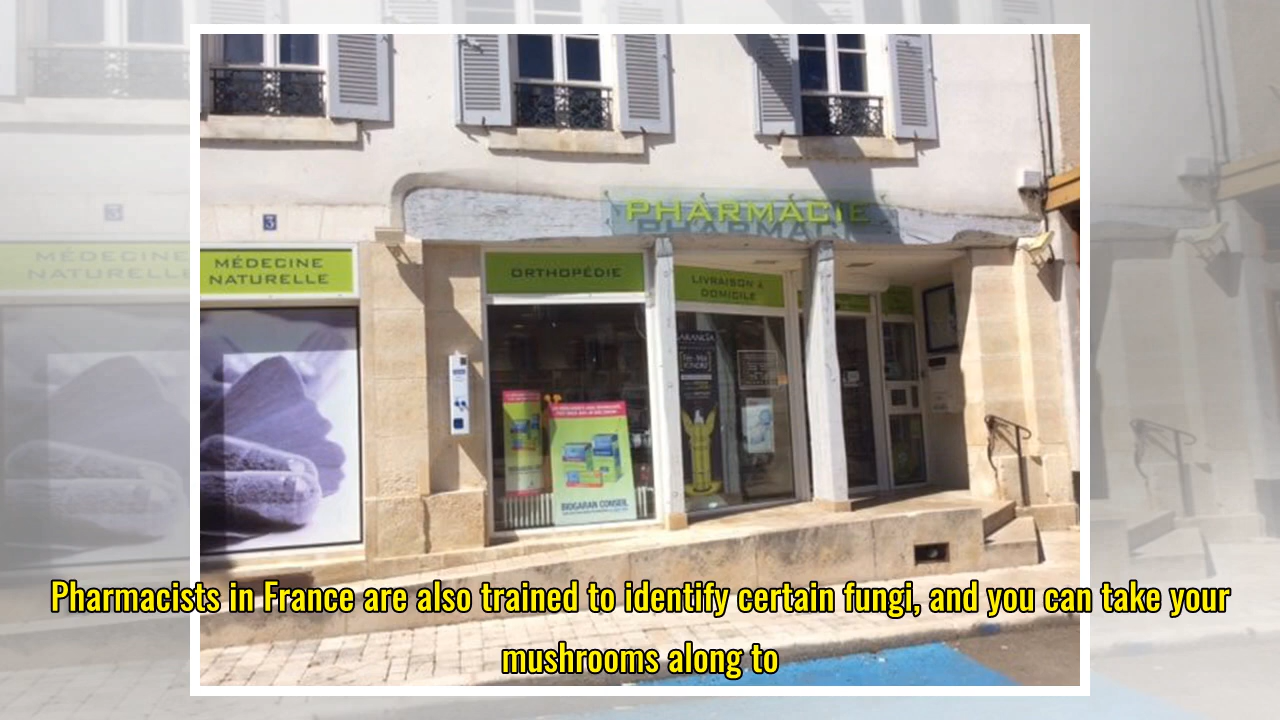 PHARMACIE
3
MÉDECINE
NATURELLE
ORTHOPÉDIE
LIVRAISON À
DOMICILE
BIOGARAN CONSEIL
Pharmacists in France are also trained to identify certain fungi, and you can take your
mushrooms along to